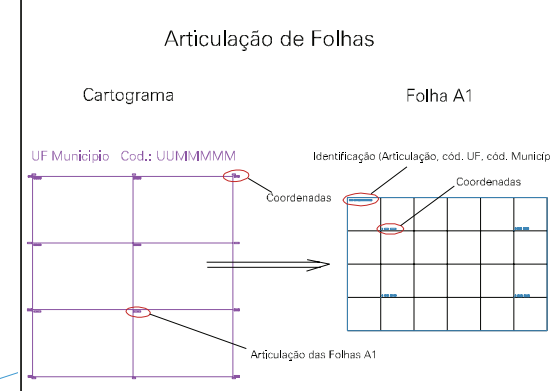 Articulação de Folhas
Cartograma
Folha A1
UF Municipio Cod.: UUMMMMM
Identificação (Articulação, cód. UF, cód. Municíp
Coordenadas
Coordenadas
Articulação das Folhas A1